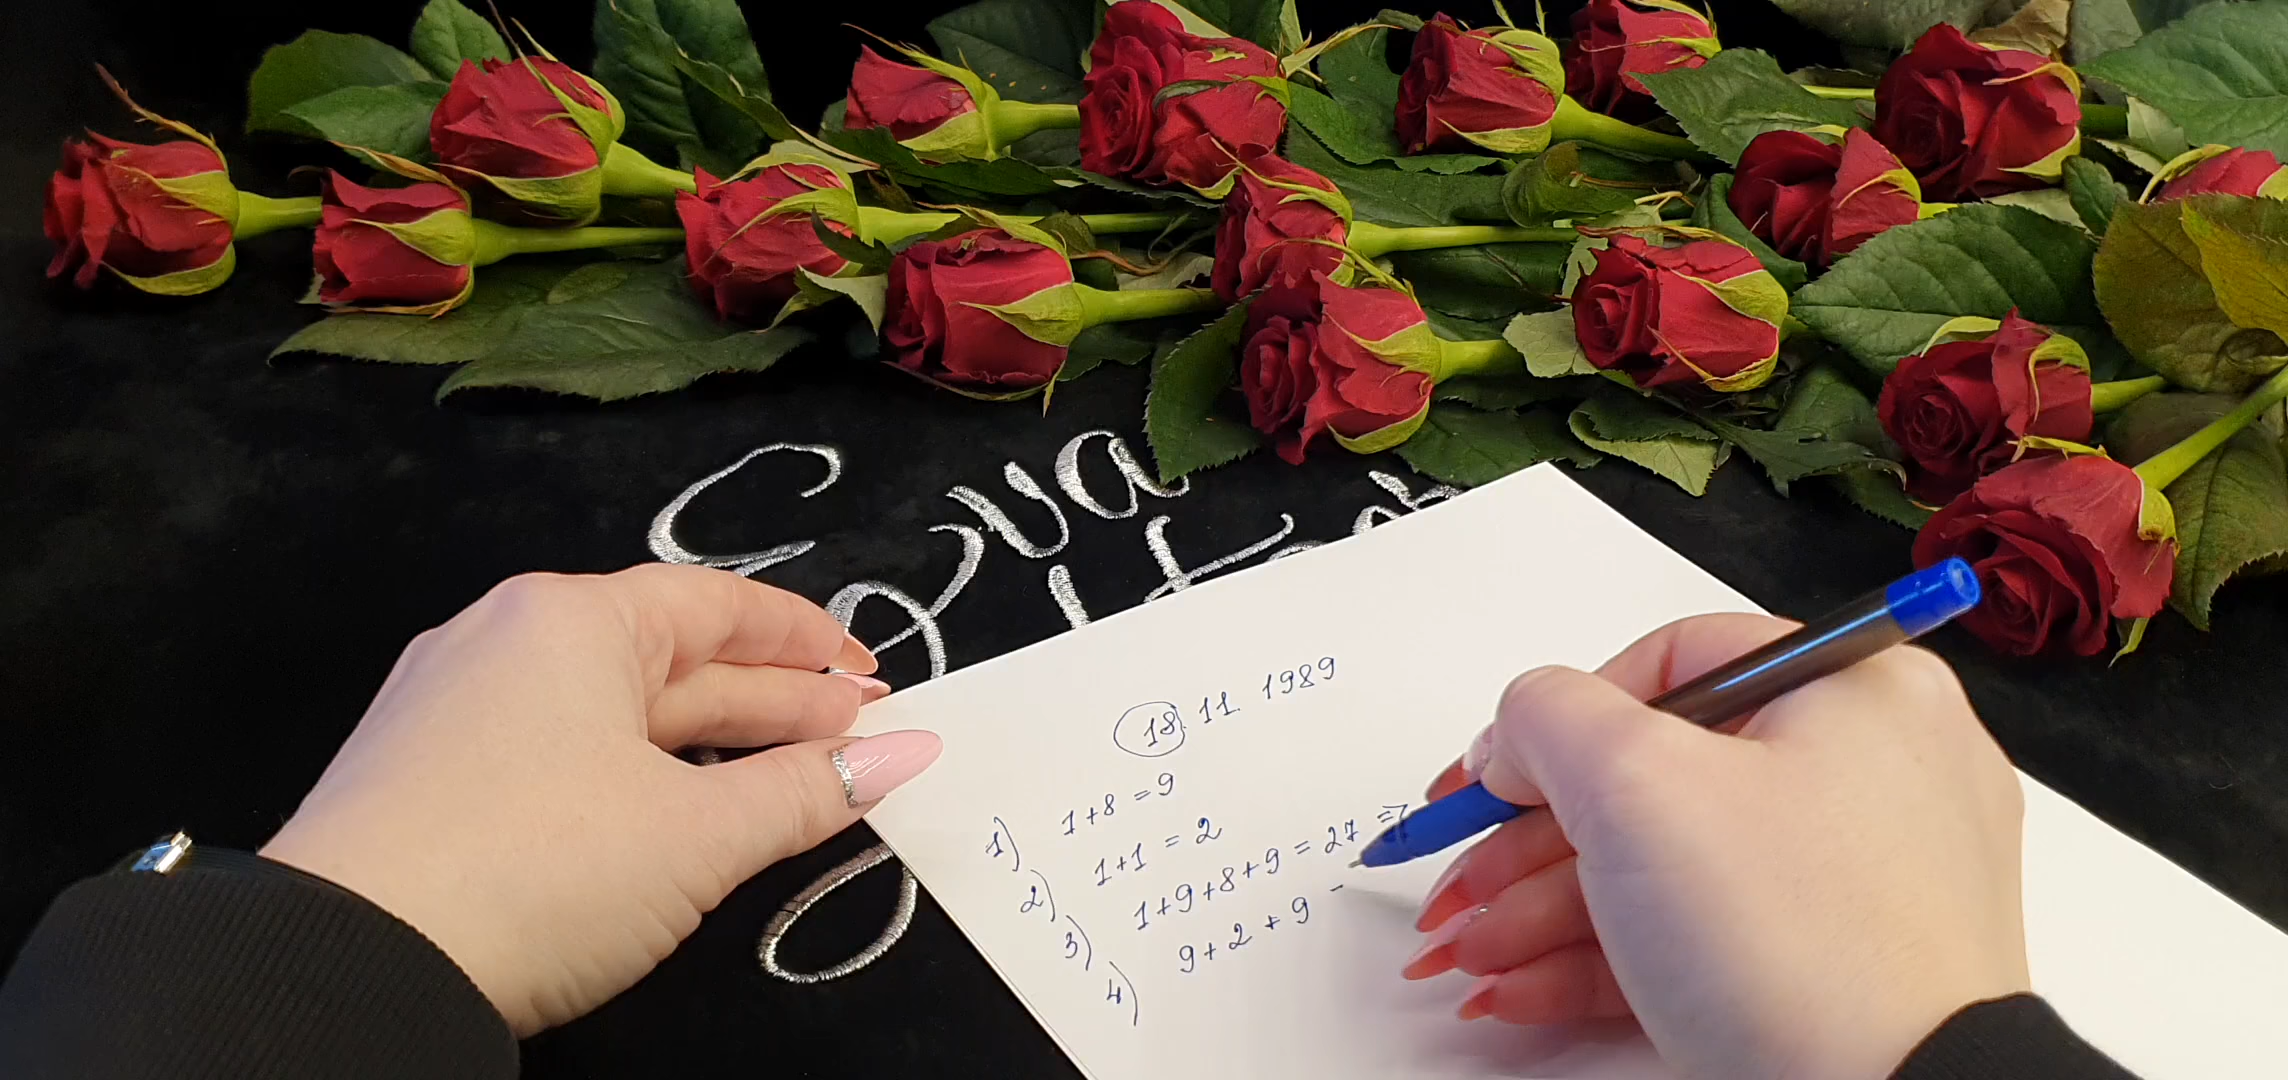 Eva
18. 11. 1989
1) 1+8 = 9
2) 1+1 = 2
3) 1+9+8+9 = 27 =
4) 9+2+9 -